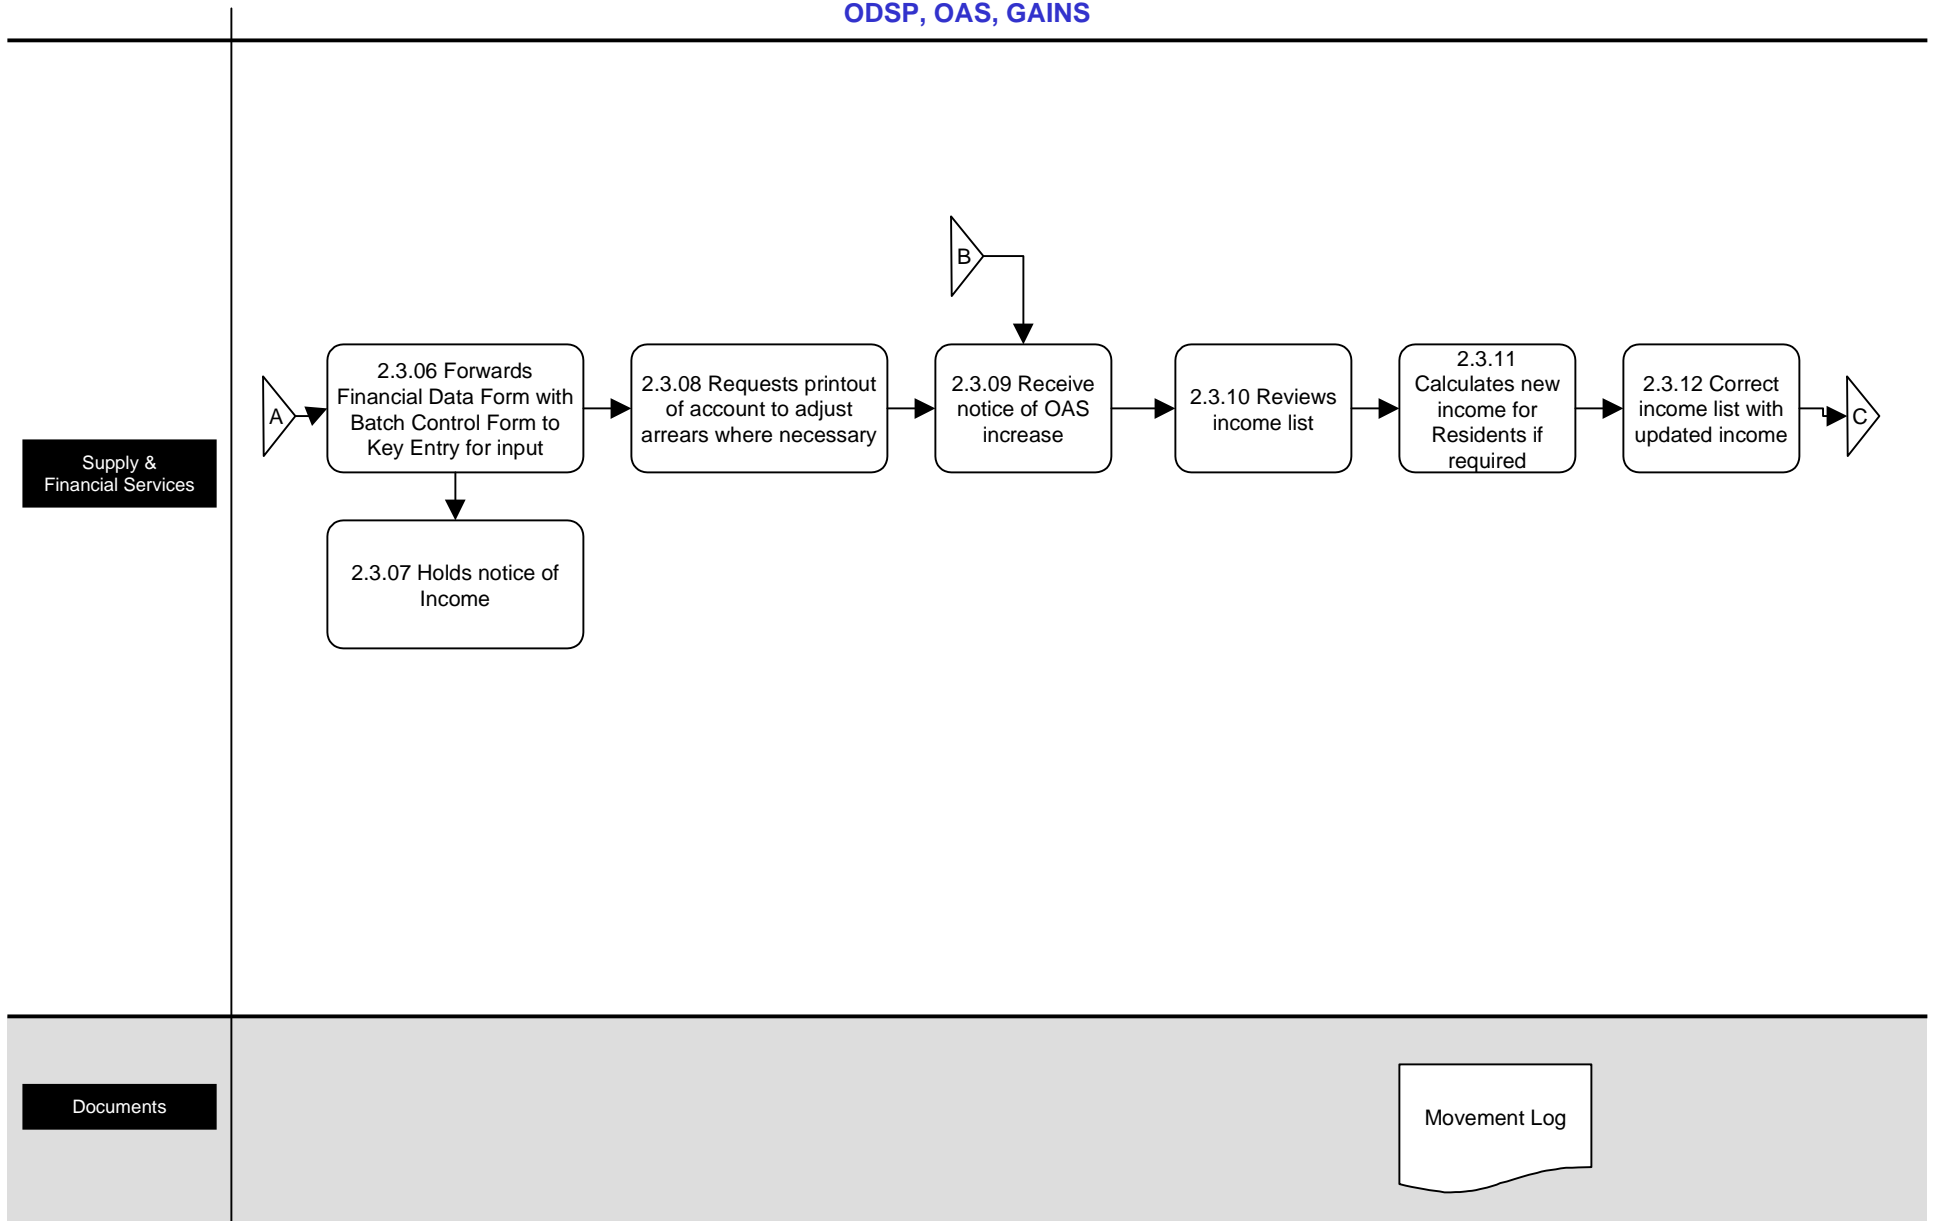 ODSP, OAS, GAINS
B
A
2.3.06 Forwards
Financial Data Form with
Batch Control Form to
Key Entry for input
2.3.08 Requests printout
of account to adjust
arrears where necessary
2.3.09 Receive
notice of OAS
increase
2.3.10 Reviews
income list
2.3.11
Calculates new
income for
Residents if
required
2.3.12 Correct
income list with
updated income
C
Supply &
Financial Services
2.3.07 Holds notice of
Income
Documents
Movement Log